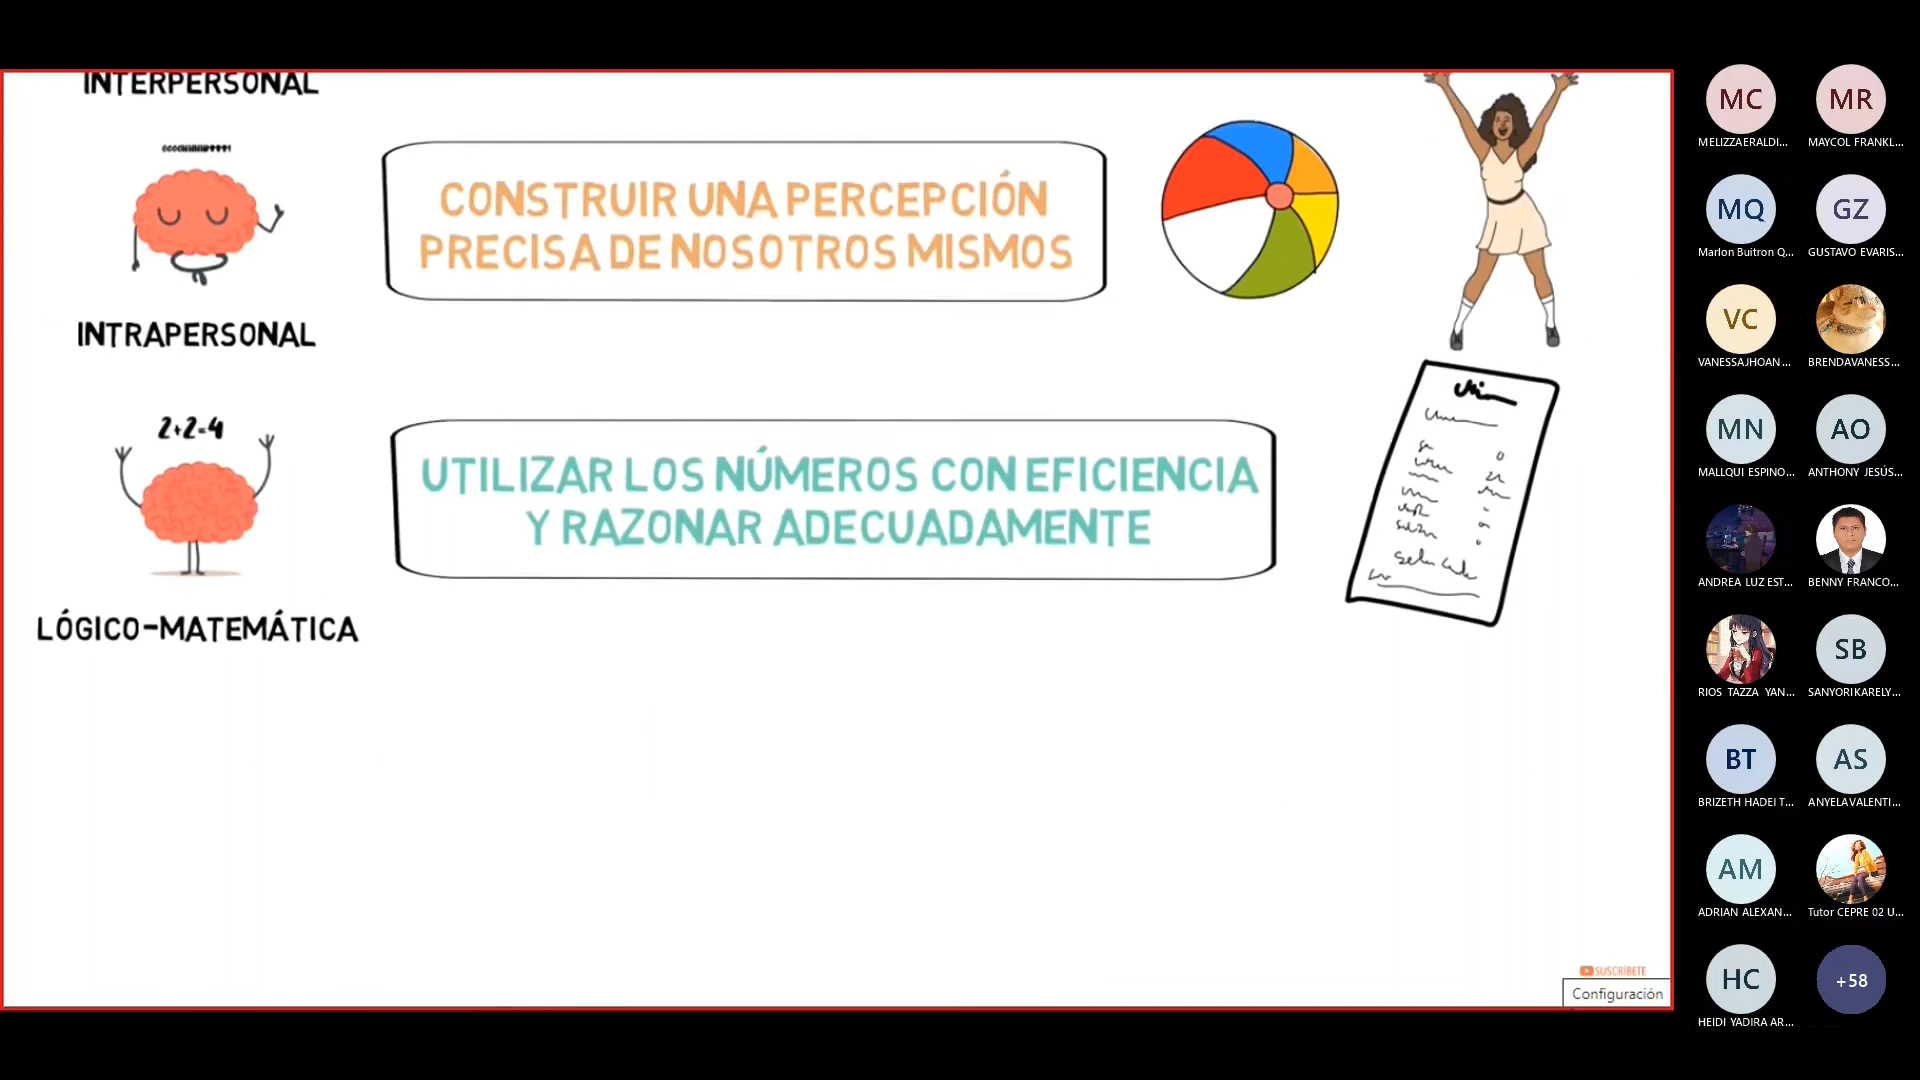 INTERPERSONAL
CONSTRUIR UNA PERCEPCIÓN
PRECISA DE NOSOTROS MISMOS
INTRAPERSONAL
2+2=4
UTILIZAR LOS NÚMEROS CON EFICIENCIA
Y RAZONAR ADECUADAMENTE
LÓGICO-MATEMÁTICA
SUSCRÍBETE
Configuración
MC
MR
MELIZZAERALDI...
MAYCOL FRANKL...
MQ
GZ
Marlon Buitron Q...
GUSTAVO EVARIS...
VC
VANESSAJHOAN...
BRENDAVANESS...
MN
AO
MALLQUI ESPINO...
ANTHONY JESÚS...
ANDREA LUZ EST...
BENNY FRANCO...
SB
RIOS TAZZA YAN...
SANYORIKARELY...
BT
AS
BRIZETH HADEI T...
ANYELAVALENTI...
AM
ADRIAN ALEXAN...
Tutor CEPRE 02 U...
HC
+58
HEIDI YADIRA AR...